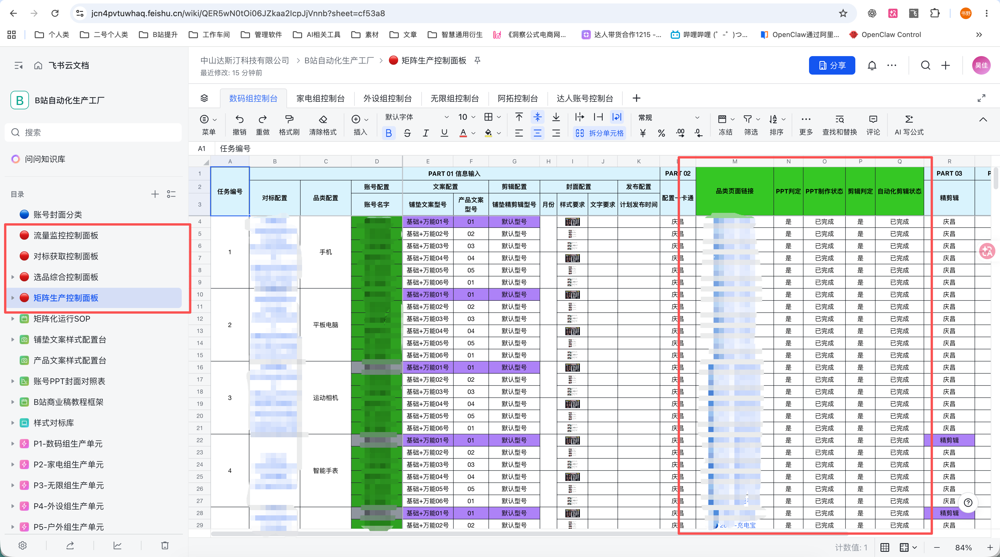 jcn4pvtuwhaq.feishu.cn/wiki/QER5wN0tOi06JZkaa2IcpJjVnnb?sheet=cf53a8
书野
个人类 二号个人类 B站提升 工作车间 管理软件 AI相关工具 素材 文章 智慧通用衍生 《洞察公式电商网... 达人带货合作1215 -... 哔哩哔哩 (゜-゜)つ... OpenClaw通过阿里... OpenClaw Control
飞书云文档
B B站自动化生产工厂
搜索
问问知识库
目录
账号封面分类
流量监控控制面板
对标获取控制面板
选品综合控制面板
矩阵生产控制面板
矩阵化运行SOP
铺垫文案样式配置台
产品文案样式配置台
账号PPT封面对照表
B站商业稿教程框架
样式对标库
P1-数码组生产单元
P2-家电组生产单元
P3-无限组生产单元
P4-外设组生产单元
P5-户外组生产单元
中山达斯汀科技有限公司 > B站自动化生产工厂 > 矩阵生产控制面板
最近修改: 15 分钟前
分享
昊佳
数码组控制台 家电组控制台 外设组控制台 无限组控制台 阿拓控制台 达人账号控制台
默认字体 10 常规
菜单 撤销 重做 格式刷 清除格式 插入 B S I U A 拆分单元格 ¥ % .00 .0 冻结 筛选 排序 更多 查找和替换 评论 AI 写公式
A1 任务编号
A B C D E F G H I J K L M N O P Q R
1 PART 01 信息输入 PART 02 PART 03
2 账号配置 文案配置 剪辑配置 封面配置 发布配置
任务编号 对标配置 品类配置 配置一卡通 品类页面链接 PPT判定 PPT制作状态 剪辑判定 自动化剪辑状态 精剪辑
3 账号名字 铺垫文案型号 产品文案型号 铺垫精剪辑型号 月份 样式要求 文字要求 计划发布时间
4 基础+万能01号 01 默认型号 庆昌 是 已完成 是 已完成 庆昌
5 基础+万能02号 02 默认型号 庆昌 是 已完成 是 已完成 庆昌
6 基础+万能03号 03 默认型号 庆昌 是 已完成 是 已完成 庆昌
1 手机
7 基础+万能04号 04 默认型号 庆昌 是 已完成 是 已完成 庆昌
8 基础+万能05号 05 默认型号 庆昌 是 已完成 是 已完成 庆昌
9 基础+万能06号 01 默认型号 庆昌 是 已完成 是 已完成 庆昌
10 基础+万能01号 01 默认型号 庆昌 是 已完成 是 已完成 庆昌
11 基础+万能02号 02 默认型号 庆昌 是 已完成 是 已完成 庆昌
12 基础+万能03号 03 默认型号 庆昌 是 已完成 是 已完成 庆昌
2 平板电脑
13 基础+万能04号 04 默认型号 庆昌 是 已完成 是 已完成 庆昌
14 基础+万能05号 05 默认型号 庆昌 是 已完成 是 已完成 庆昌
15 基础+万能06号 01 默认型号 庆昌 是 已完成 是 已完成 庆昌
16 基础+万能01号 01 默认型号 庆昌 是 已完成 是 已完成 庆昌
17 基础+万能02号 02 默认型号 庆昌 是 已完成 是 已完成 庆昌
18 基础+万能03号 03 默认型号 庆昌 是 已完成 是 已完成 庆昌
3 运动相机
19 基础+万能04号 04 默认型号 庆昌 是 已完成 是 已完成 庆昌
20 基础+万能05号 05 默认型号 庆昌 是 已完成 是 已完成 庆昌
21 基础+万能06号 01 默认型号 庆昌 是 已完成 是 已完成 庆昌
22 基础+万能01号 01 默认型号 庆昌 是 已完成 是 已完成 精剪辑
23 基础+万能02号 02 默认型号 庆昌 是 已完成 是 已完成 庆昌
24 基础+万能03号 03 默认型号 庆昌 是 已完成 是 已完成 庆昌
4 智能手表
25 基础+万能04号 04 默认型号 庆昌 是 已完成 是 已完成 庆昌
26 基础+万能05号 05 默认型号 庆昌 是 已完成 是 已完成 庆昌
27 基础+万能06号 01 默认型号 庆昌 是 已完成 是 已完成 庆昌
28 基础+万能01号 01 默认型号 庆昌 是 已完成 是 已完成 精剪辑
29 基础+万能02号 02 默认型号 庆昌 -充电宝 是 已完成 是 已完成 庆昌
计数值: 1 84%